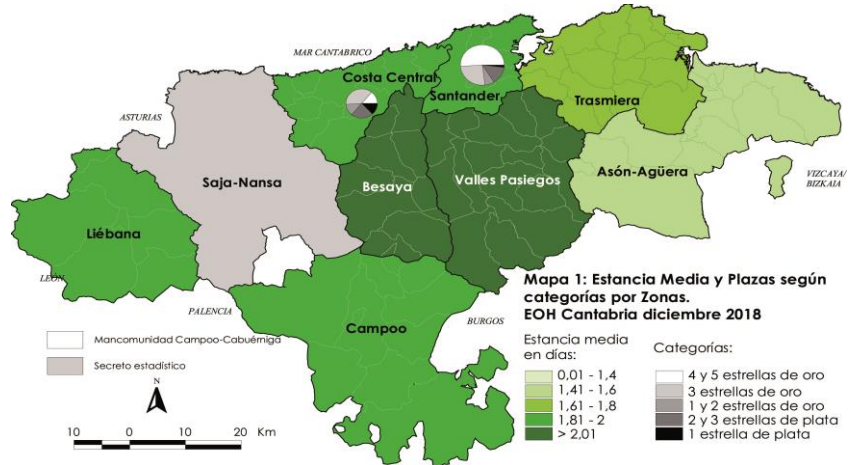 MAR CANTABRICO
Costa Central
Santander
Trasmiera
ASTURIAS
Saja-Nansa
Besaya
Valles Pasiegos
Asón-Agüera
VIZCAYA/
BIZKAIA
Liébana
LEÓN
PALENCIA
Campoo
BURGOS
Mapa 1: Estancia Media y Plazas según
categorías por Zonas.
EOH Cantabria diciembre 2018
Mancomunidad Campoo-Cabuérniga
Secreto estadístico
N
10 0 10 20 Km
Estancia media
en días:
0,01 - 1,4
1,41 - 1,6
1,61 - 1,8
1,81 - 2
> 2,01
Categorías:
4 y 5 estrellas de oro
3 estrellas de oro
1 y 2 estrellas de oro
2 y 3 estrellas de plata
1 estrella de plata